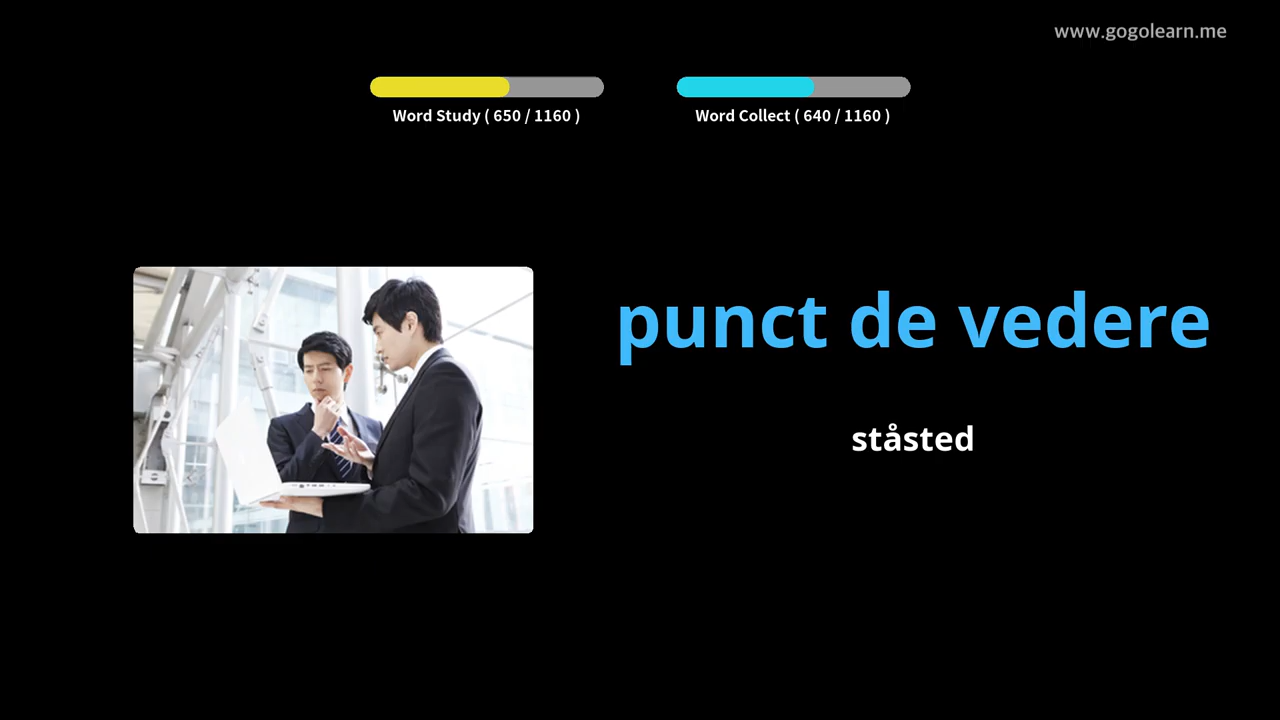 www.gogolearn.me
Word Study ( 650 / 1160 )
Word Collect ( 640 / 1160 )
punct de vedere
ståsted